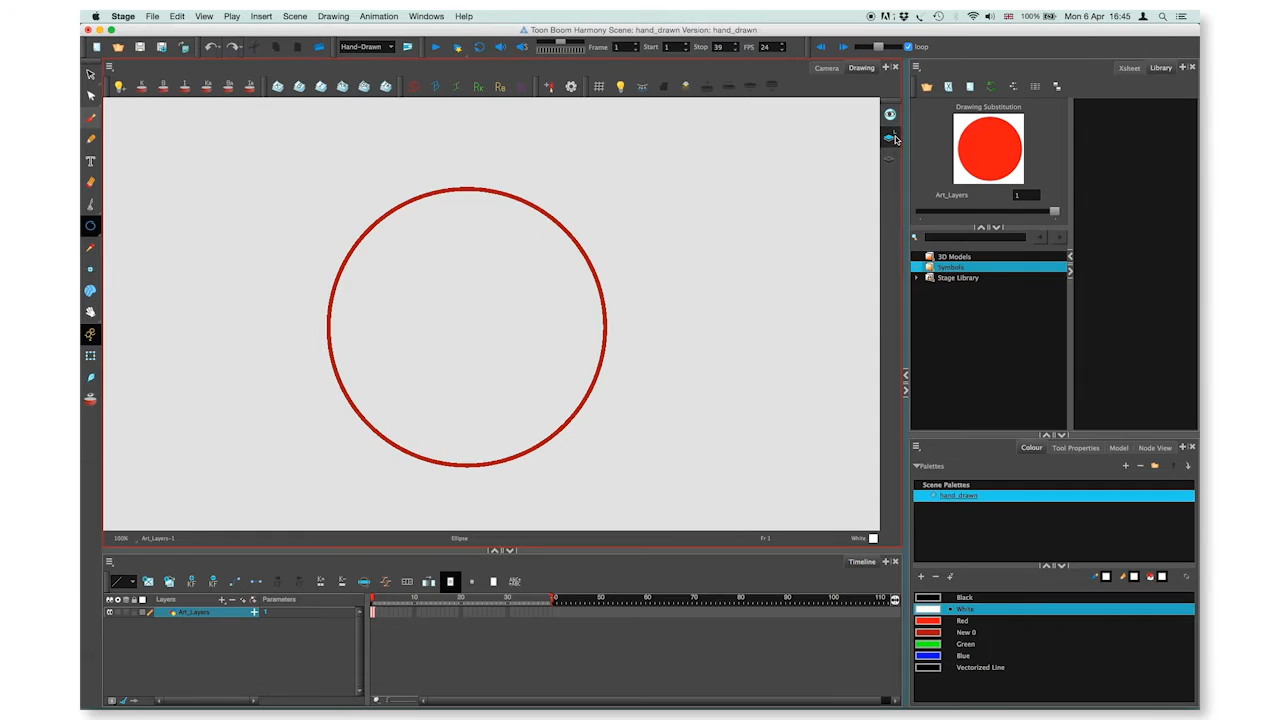 Stage File Edit View Play Insert Scene Drawing Animation Windows Help 100% Mon 6 Apr 16:45
Toon Boom Harmony Scene: hand_drawn Version: hand_drawn
Hand-Drawn Frame 1 Start 1 Stop 39 FPS 24 loop
Camera Drawing
Xsheet Library
Drawing Substitution
Art_Layers 1
3D Models
Symbols
Stage Library
100% Art_Layers-1 Ellipse Fr 1 White
Colour Tool Properties Model Node View
Palettes
Scene Palettes
hand_drawn
Timeline
Layers Parameters
10 20 30 40 50 60 70 80 90 100 110
Art_Layers 1
Black
White
Red
New 0
Green
Blue
Vectorized Line